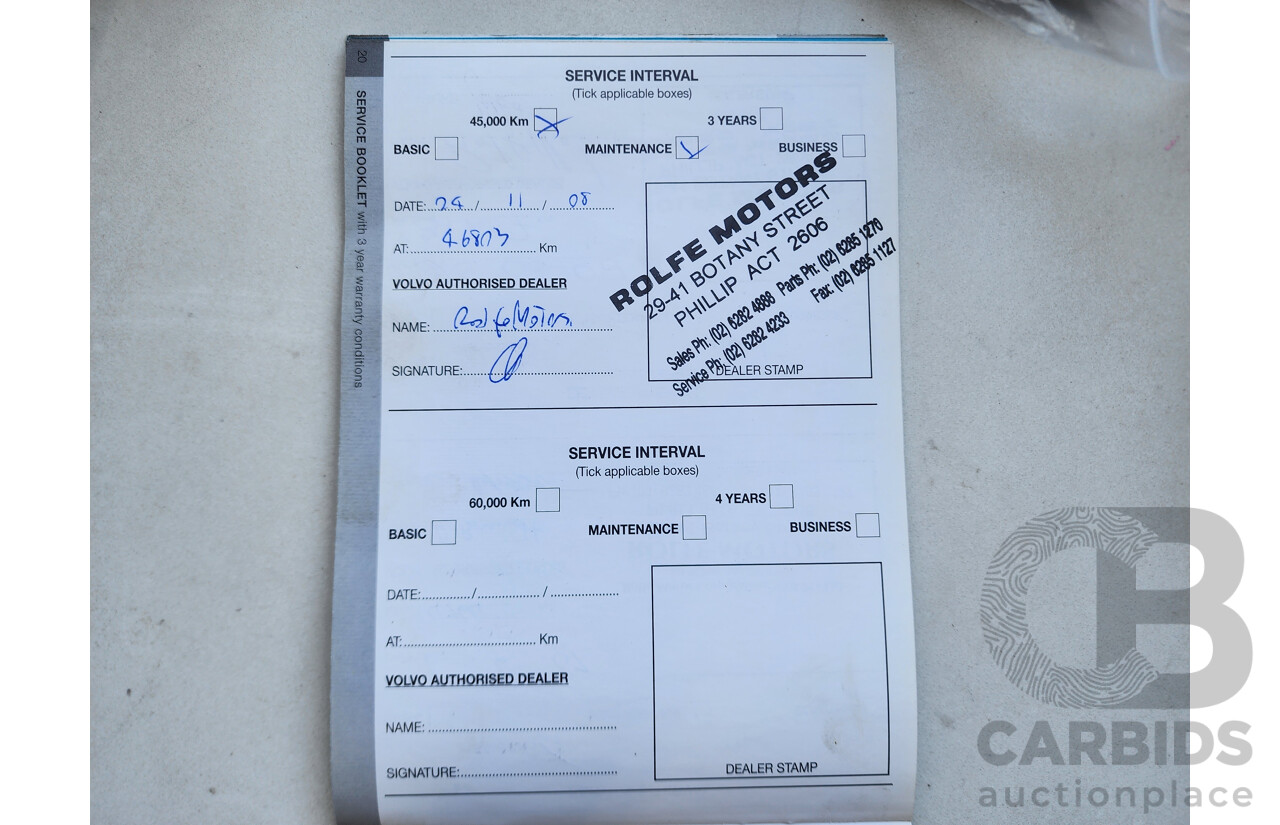 20
SERVICE BOOKLET with 3 year warranty conditions
SERVICE INTERVAL
(Tick applicable boxes)
45,000 Km 3 YEARS
BASIC MAINTENANCE BUSINESS
DATE: 24 / 11 / 08
AT: 46803 Km
VOLVO AUTHORISED DEALER
NAME: Rolfe Motors
SIGNATURE:
ROLFE MOTORS
29-41 BOTANY STREET
PHILLIP ACT 2606
Sales Ph: (02) 6282 4888 Parts Ph: (02) 6285 1270
Service Ph: (02) 6282 4233 Fax: (02) 6285 1127
DEALER STAMP
SERVICE INTERVAL
(Tick applicable boxes)
60,000 Km 4 YEARS
BASIC MAINTENANCE BUSINESS
DATE: / /
AT: Km
VOLVO AUTHORISED DEALER
NAME:
SIGNATURE:
DEALER STAMP
CB
CARBIDS
auctionplace